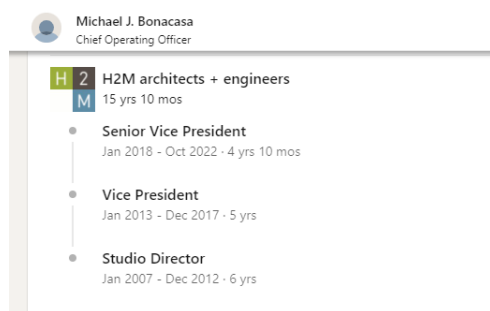 Michael J. Bonacasa
Chief Operating Officer
H2M
H2M architects + engineers
15 yrs 10 mos
Senior Vice President
Jan 2018 - Oct 2022 · 4 yrs 10 mos
Vice President
Jan 2013 - Dec 2017 · 5 yrs
Studio Director
Jan 2007 - Dec 2012 · 6 yrs